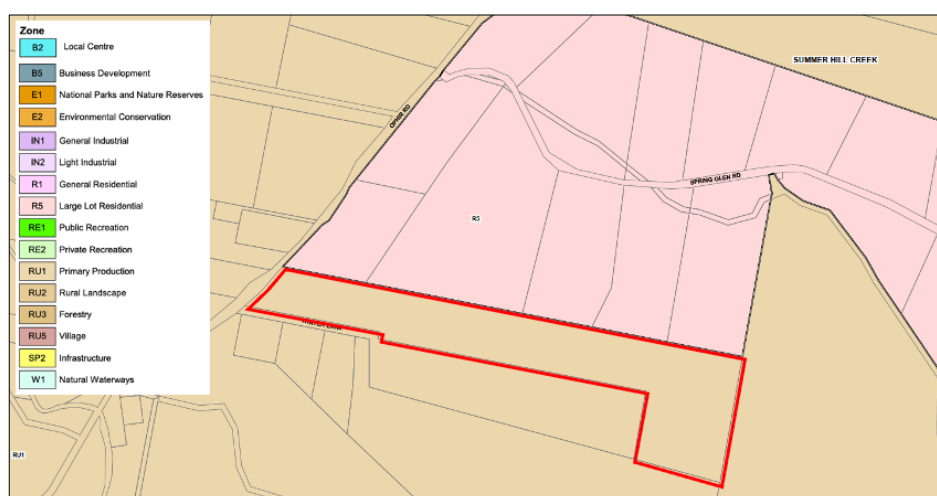 Zone
B2 Local Centre
B5 Business Development
E1 National Parks and Nature Reserves
E2 Environmental Conservation
IN1 General Industrial
IN2 Light Industrial
R1 General Residential
R5 Large Lot Residential
RE1 Public Recreation
RE2 Private Recreation
RU1 Primary Production
RU2 Rural Landscape
RU3 Forestry
RU5 Village
SP2 Infrastructure
W1 Natural Waterways
SUMMER HILL CREEK
OPHIR RD
SPRING GLEN RD
R5
RU1